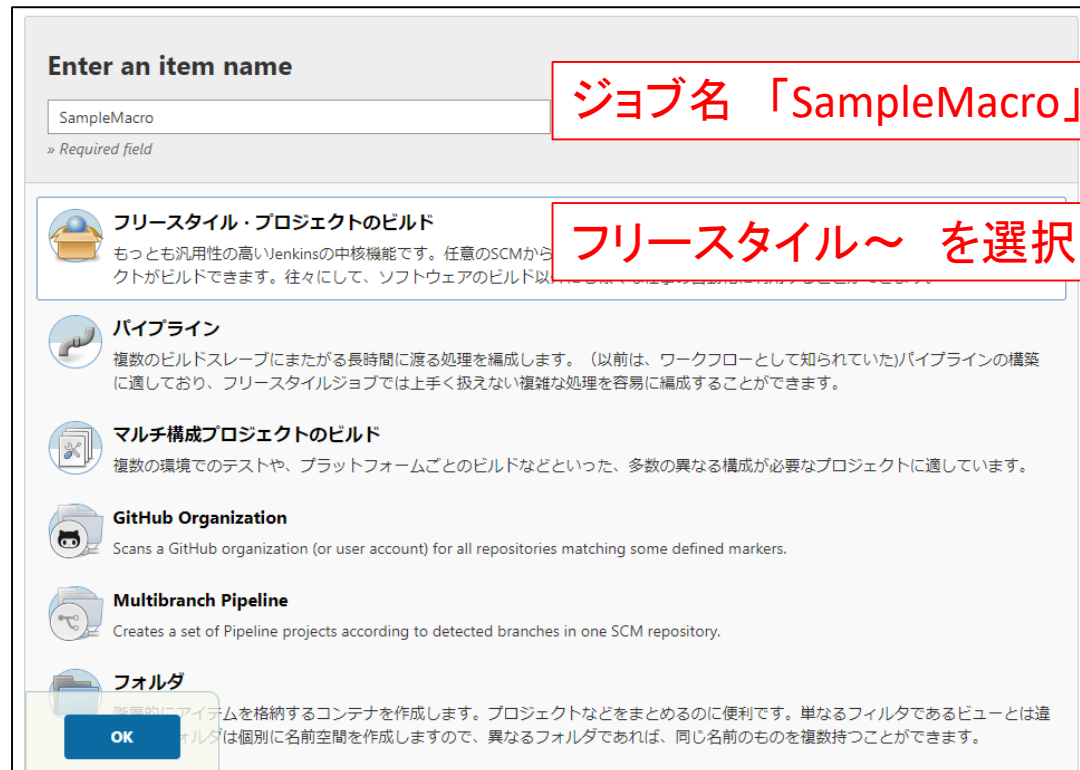 Enter an item name
ジョブ名 「SampleMacro」
SampleMacro
» Required field
フリースタイル・プロジェクトのビルド
フリースタイル～ を選択
もっとも汎用性の高いJenkinsの中核機能です。任意のSCMから
クトがビルドできます。往々にして、ソフトウェアのビルド以
パイプライン
複数のビルドスレーブにまたがる長時間に渡る処理を編成します。（以前は、ワークフローとして知られていた)パイプラインの構築
に適しており、フリースタイルジョブでは上手く扱えない複雑な処理を容易に編成することができます。
マルチ構成プロジェクトのビルド
複数の環境でのテストや、プラットフォームごとのビルドなどといった、多数の異なる構成が必要なプロジェクトに適しています。
GitHub Organization
Scans a GitHub organization (or user account) for all repositories matching some defined markers.
Multibranch Pipeline
Creates a set of Pipeline projects according to detected branches in one SCM repository.
フォルダ
階層的にアイテムを格納するコンテナを作成します。プロジェクトなどをまとめるのに便利です。単なるフィルタであるビューとは違
ォルダは個別に名前空間を作成しますので、異なるフォルダであれば、同じ名前のものを複数持つことができます。
OK